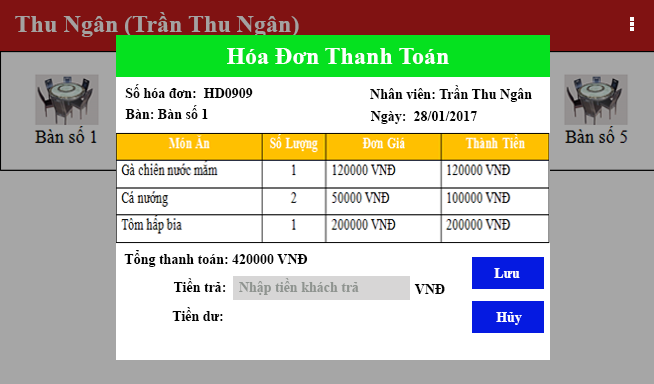 Thu Ngân (Trần Thu Ngân)
Hóa Đơn Thanh Toán
Số hóa đơn: HD0909
Nhân viên: Trần Thu Ngân
Bàn: Bàn số 1
Ngày: 28/01/2017
Bàn số 1
Bàn số 5
Món Ăn Số Lượng Đơn Giá Thành Tiền
Gà chiên nước mắm 1 120000 VNĐ 120000 VNĐ
Cá nướng 2 50000 VNĐ 100000 VNĐ
Tôm hấp bia 1 200000 VNĐ 200000 VNĐ
Tổng thanh toán: 420000 VNĐ
Lưu
Tiền trả: Nhập tiền khách trả VNĐ
Tiền dư:
Hủy